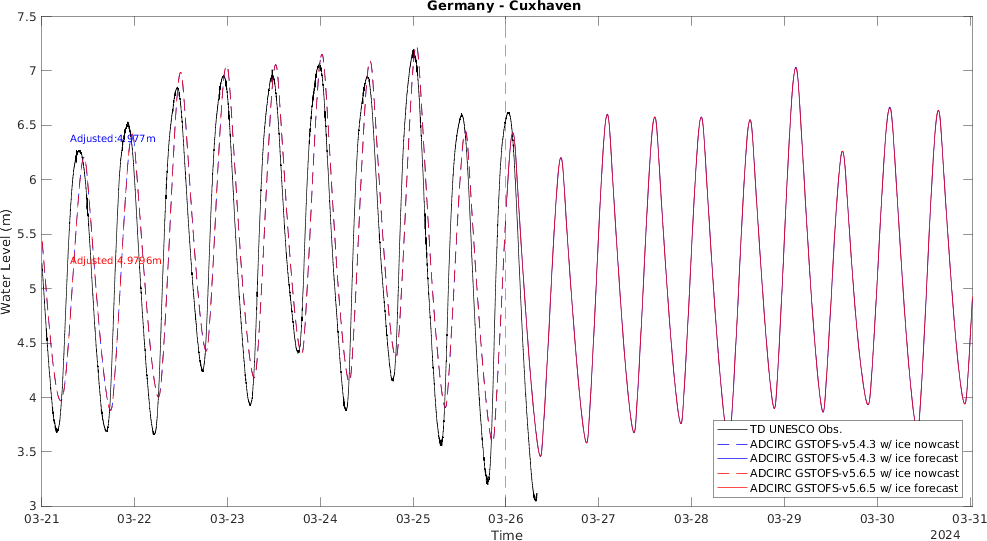 Germany - Cuxhaven
7.5
7
6.5
6
5.5
5
4.5
4
3.5
3
Water Level (m)
Adjusted:4.977m
Adjusted:4.9796m
TD UNESCO Obs.
ADCIRC GSTOFS-v5.4.3 w/ ice nowcast
ADCIRC GSTOFS-v5.4.3 w/ ice forecast
ADCIRC GSTOFS-v5.6.5 w/ ice nowcast
ADCIRC GSTOFS-v5.6.5 w/ ice forecast
03-21 03-22 03-23 03-24 03-25 03-26 03-27 03-28 03-29 03-30 03-31
Time
2024